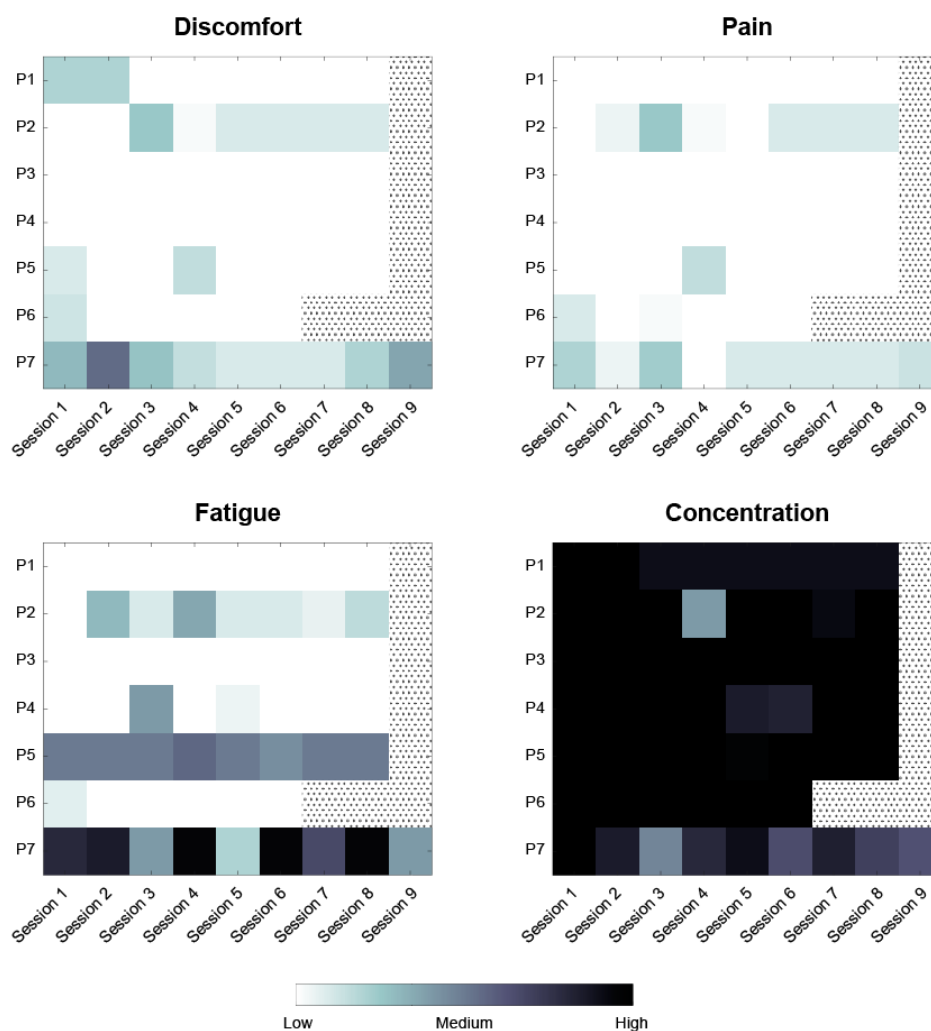 Discomfort
P1
P2
P3
P4
P5
P6
P7
Session 1
Session 2
Session 3
Session 4
Session 5
Session 6
Session 7
Session 8
Session 9
Pain
P1
P2
P3
P4
P5
P6
P7
Session 1
Session 2
Session 3
Session 4
Session 5
Session 6
Session 7
Session 8
Session 9
Fatigue
P1
P2
P3
P4
P5
P6
P7
Session 1
Session 2
Session 3
Session 4
Session 5
Session 6
Session 7
Session 8
Session 9
Concentration
P1
P2
P3
P4
P5
P6
P7
Session 1
Session 2
Session 3
Session 4
Session 5
Session 6
Session 7
Session 8
Session 9
Low Medium High